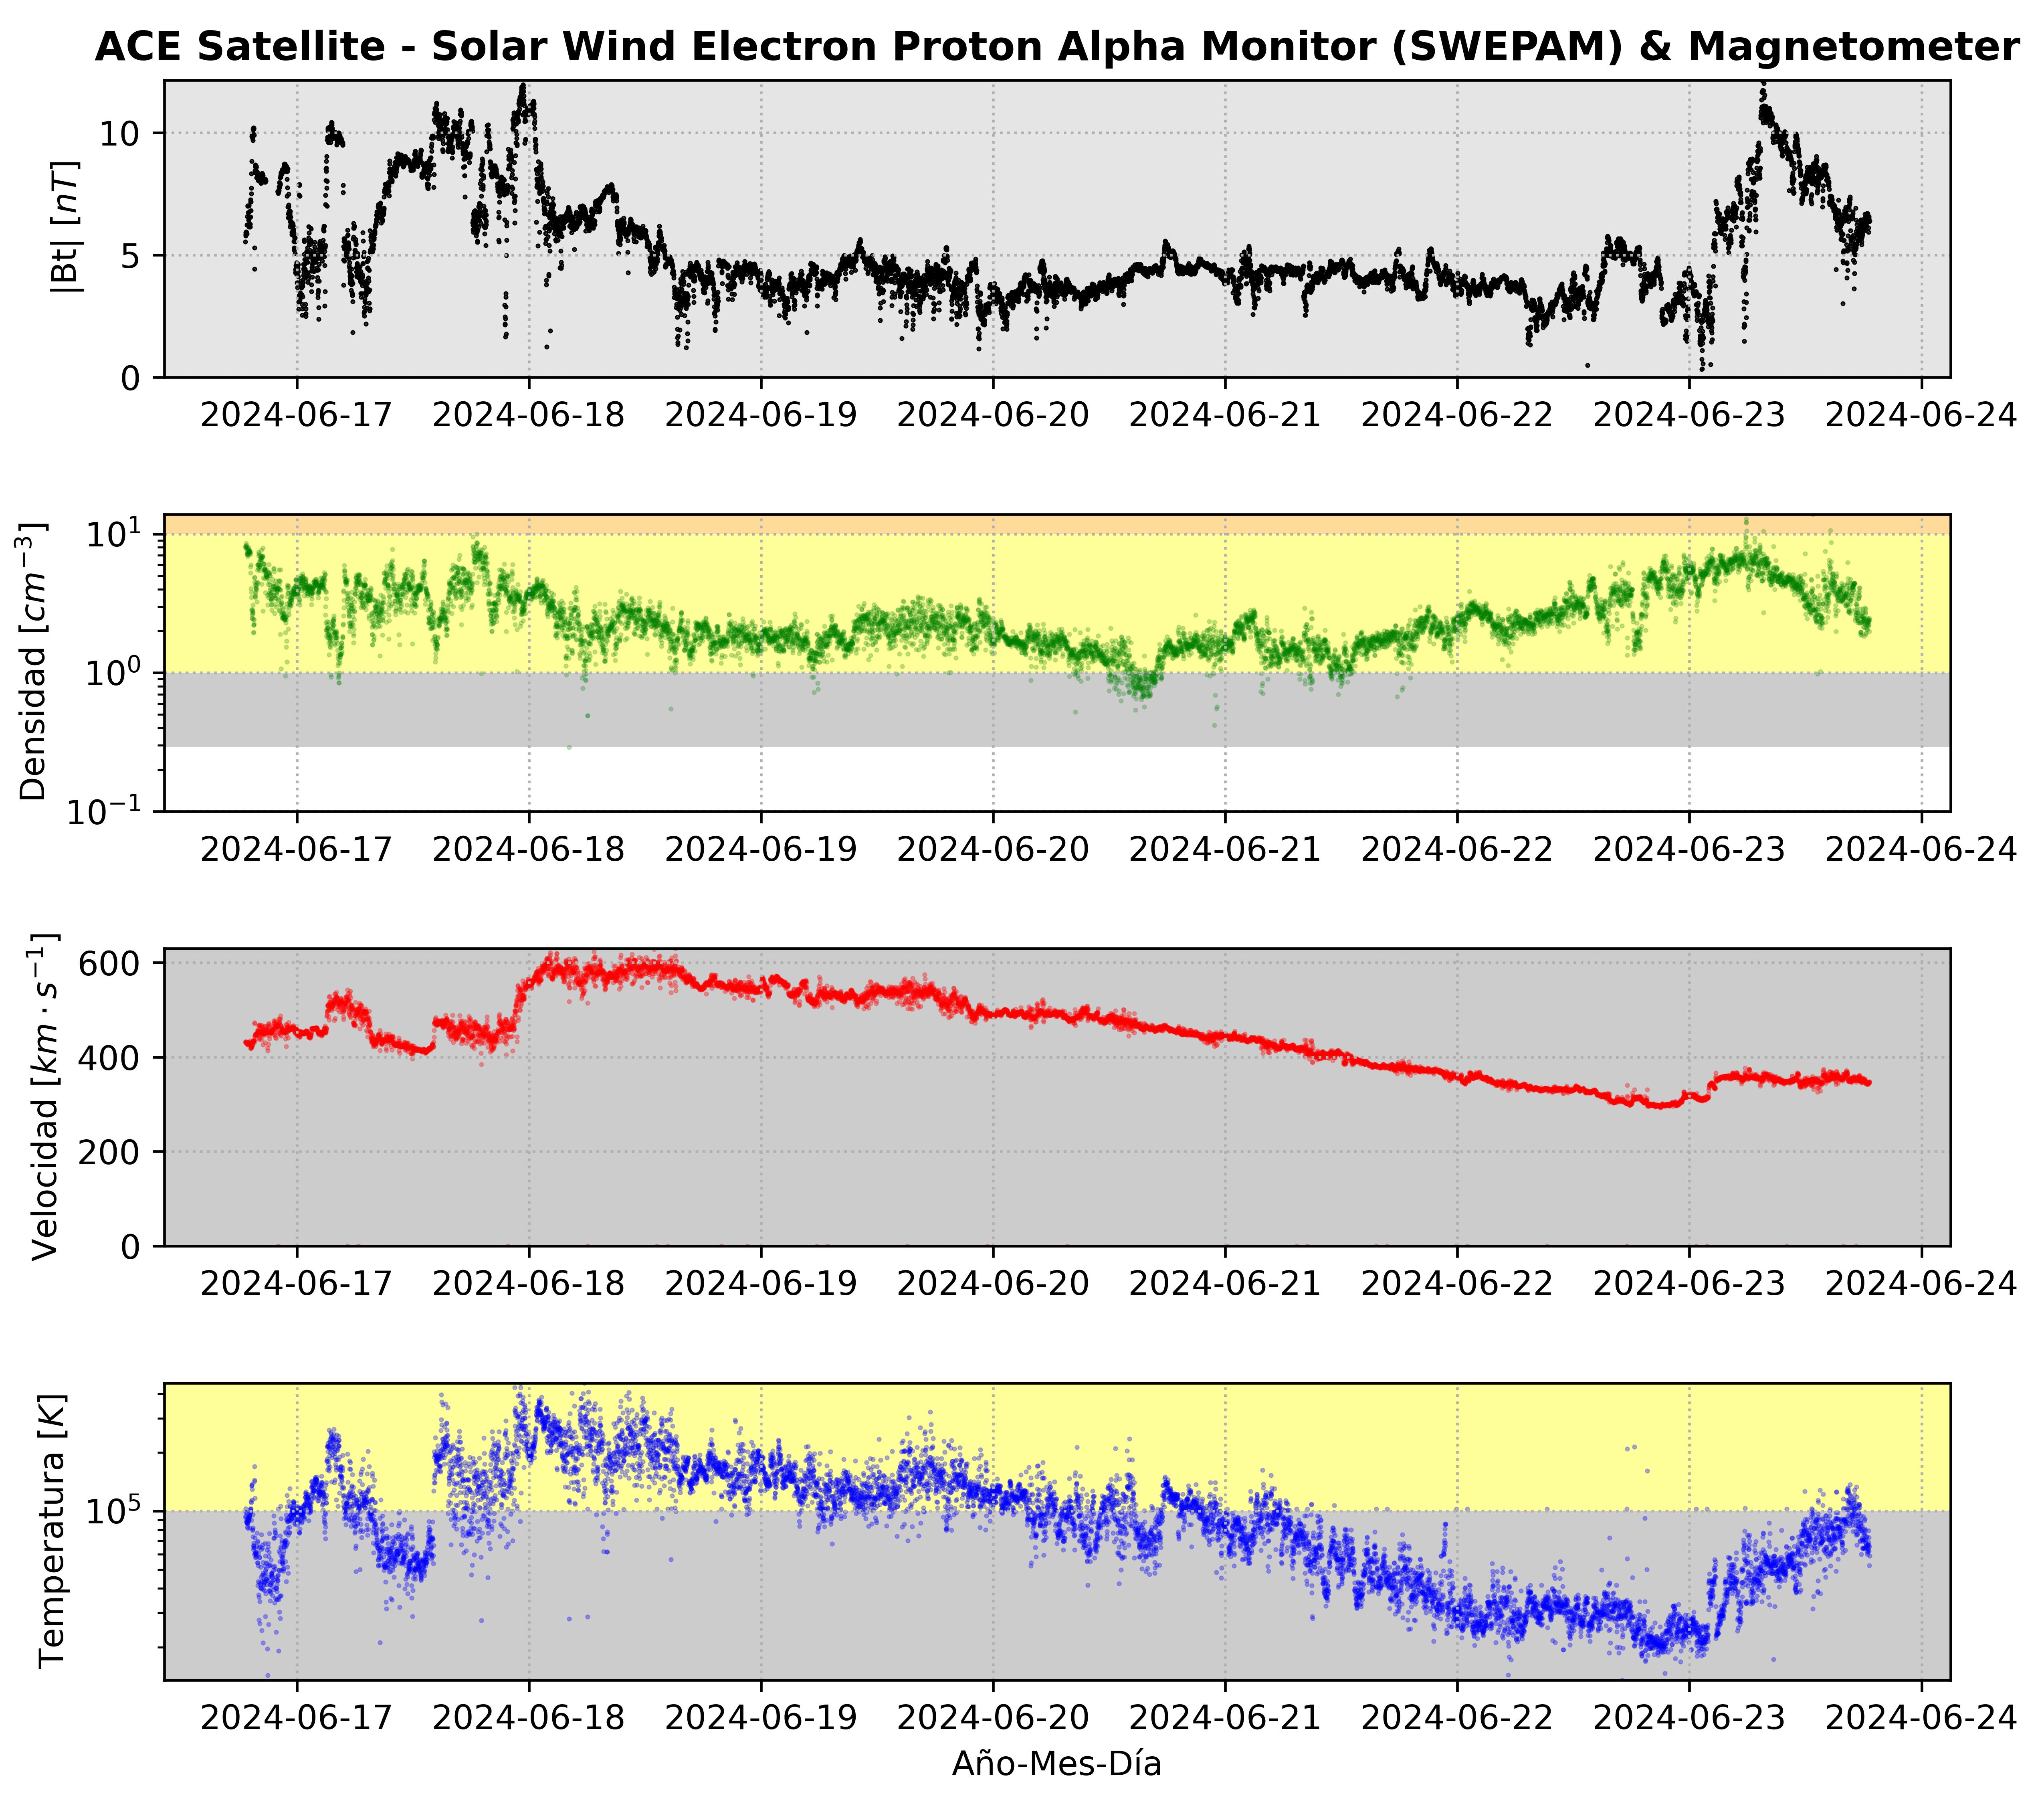 ACE Satellite - Solar Wind Electron Proton Alpha Monitor (SWEPAM) & Magnetometer
|Bt| [nT]
10
5
0
2024-06-17 2024-06-18 2024-06-19 2024-06-20 2024-06-21 2024-06-22 2024-06-23 2024-06-24
Densidad [cm⁻³]
10¹
10⁰
10⁻¹
2024-06-17 2024-06-18 2024-06-19 2024-06-20 2024-06-21 2024-06-22 2024-06-23 2024-06-24
Velocidad [km · s⁻¹]
600
400
200
0
2024-06-17 2024-06-18 2024-06-19 2024-06-20 2024-06-21 2024-06-22 2024-06-23 2024-06-24
Temperatura [K]
10⁵
2024-06-17 2024-06-18 2024-06-19 2024-06-20 2024-06-21 2024-06-22 2024-06-23 2024-06-24
Año-Mes-Día